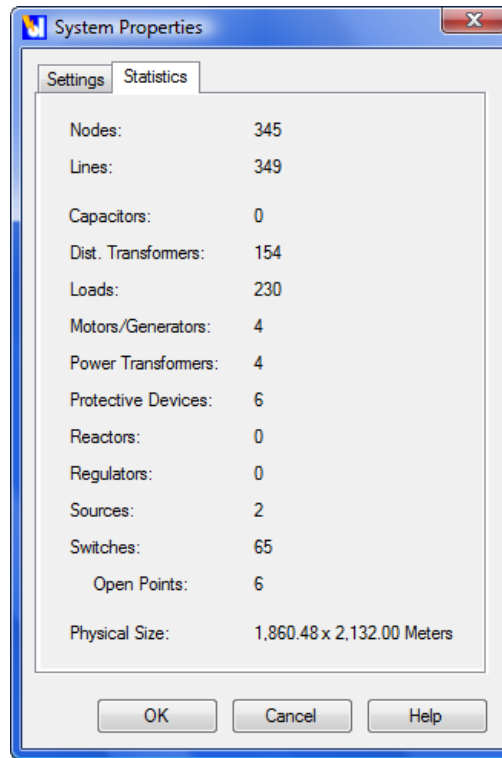 System Properties
Settings Statistics
Nodes: 345
Lines: 349
Capacitors: 0
Dist. Transformers: 154
Loads: 230
Motors/Generators: 4
Power Transformers: 4
Protective Devices: 6
Reactors: 0
Regulators: 0
Sources: 2
Switches: 65
Open Points: 6
Physical Size: 1,860.48 x 2,132.00 Meters
OK Cancel Help